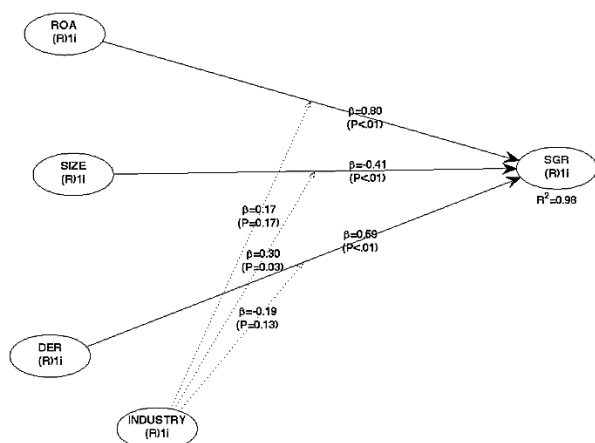 ROA
(R)1i
β=0.80
(P<.01)
SIZE
(R)1i
β=-0.41
(P<.01)
SGR
(R)1i
R²=0.98
β=0.17
(P=0.17)
β=0.59
(P<.01)
β=0.30
(P=0.03)
β=-0.19
(P=0.13)
DER
(R)1i
INDUSTRY
(R)1i